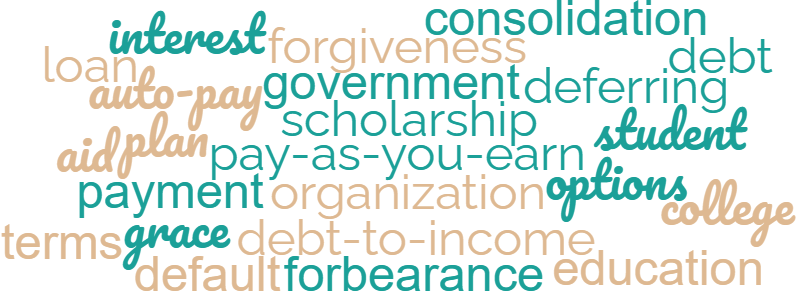 consolidation
interest forgiveness
loan debt
auto-pay government deferring
scholarship student
aid plan pay-as-you-earn
payment organization options college
terms grace debt-to-income
default forbearance education